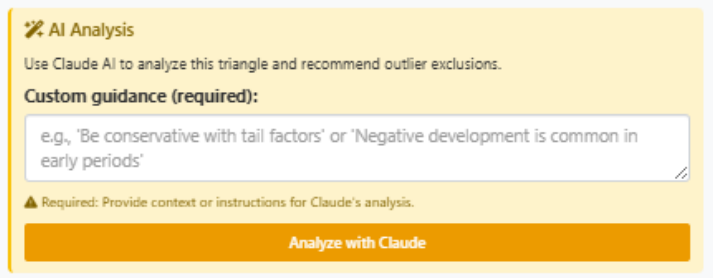 AI Analysis
Use Claude AI to analyze this triangle and recommend outlier exclusions.
Custom guidance (required):
e.g., 'Be conservative with tail factors' or 'Negative development is common in
early periods'
Required: Provide context or instructions for Claude's analysis.
Analyze with Claude